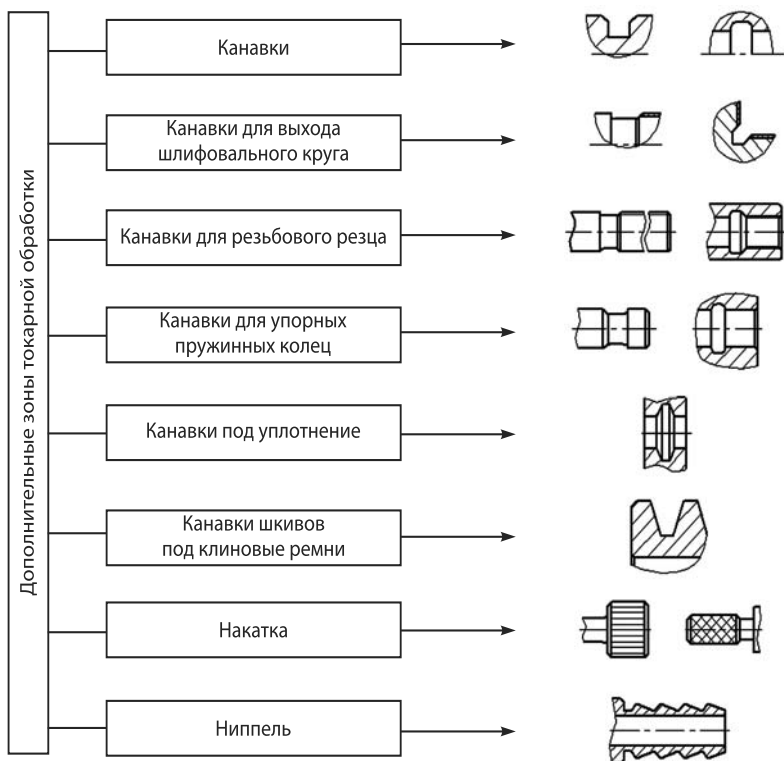 Дополнительные зоны токарной обработки
Канавки
Канавки для выхода
шлифовального круга
Канавки для резьбового резца
Канавки для упорных
пружинных колец
Канавки под уплотнение
Канавки шкивов
под клиновые ремни
Накатка
Ниппель